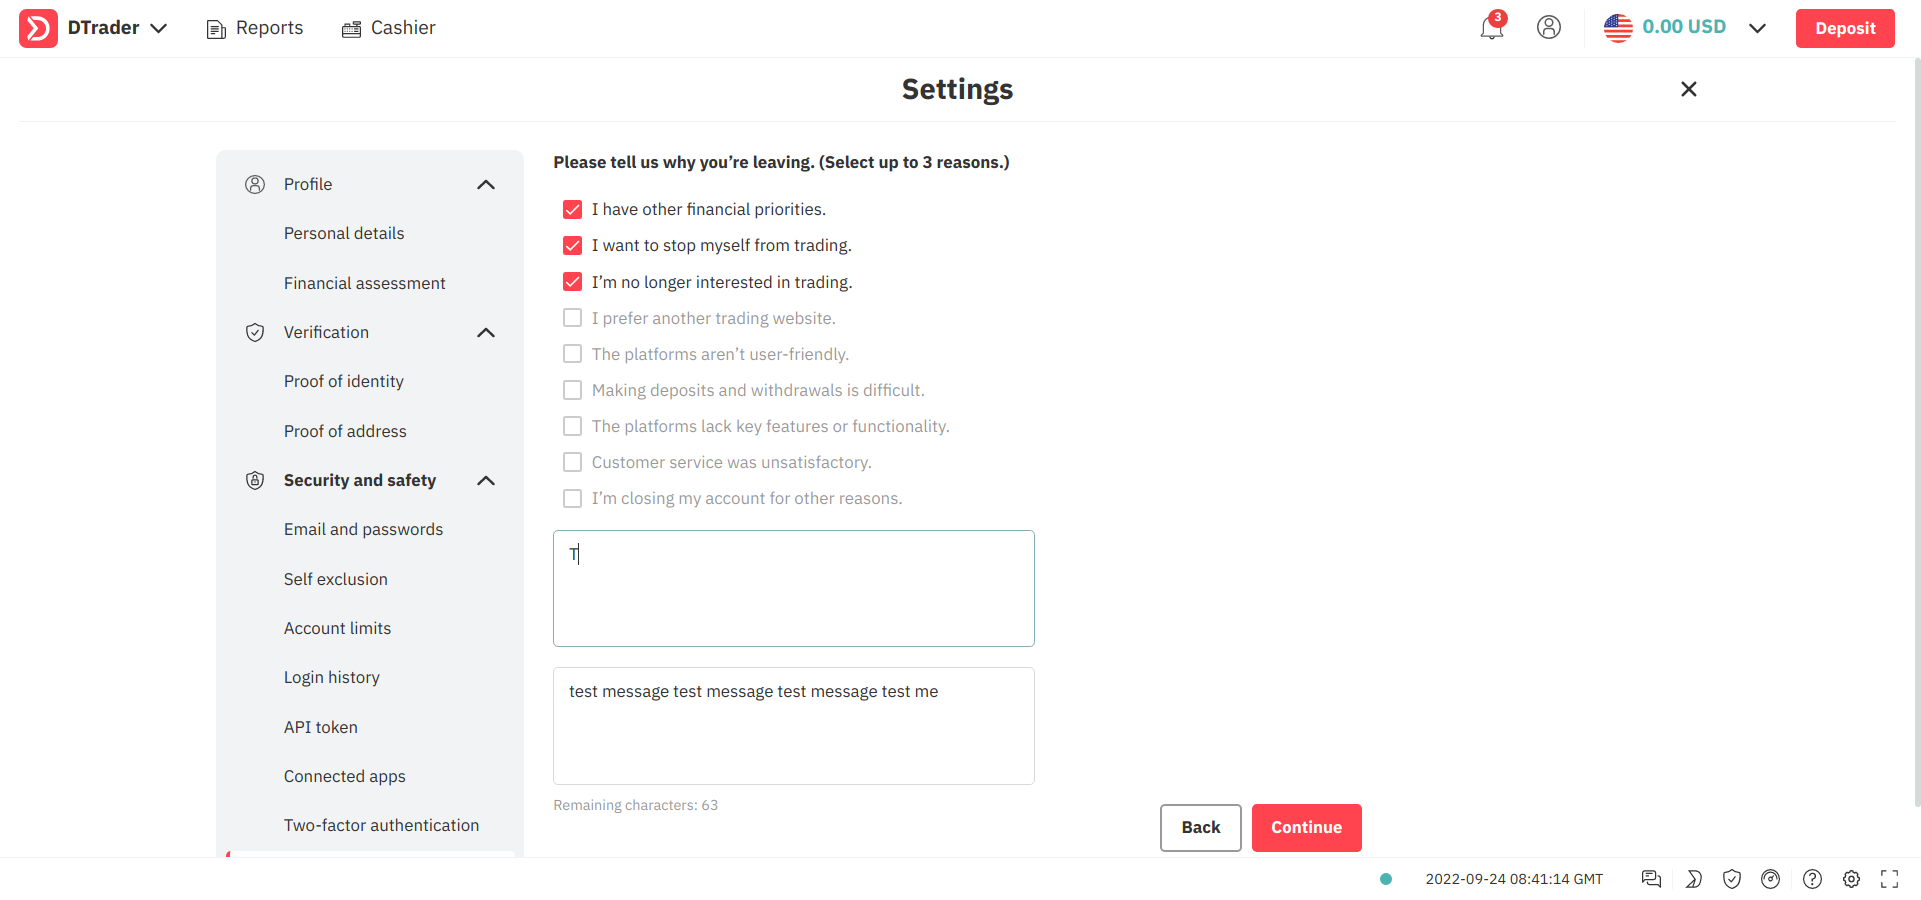 DTrader
Reports
Cashier
3
0.00 USD
Deposit
Settings
Profile
Personal details
Financial assessment
Verification
Proof of identity
Proof of address
Security and safety
Email and passwords
Self exclusion
Account limits
Login history
API token
Connected apps
Two-factor authentication
Please tell us why you’re leaving. (Select up to 3 reasons.)
I have other financial priorities.
I want to stop myself from trading.
I’m no longer interested in trading.
I prefer another trading website.
The platforms aren’t user-friendly.
Making deposits and withdrawals is difficult.
The platforms lack key features or functionality.
Customer service was unsatisfactory.
I’m closing my account for other reasons.
T
test message test message test message test me
Remaining characters: 63
Back
Continue
2022-09-24 08:41:14 GMT